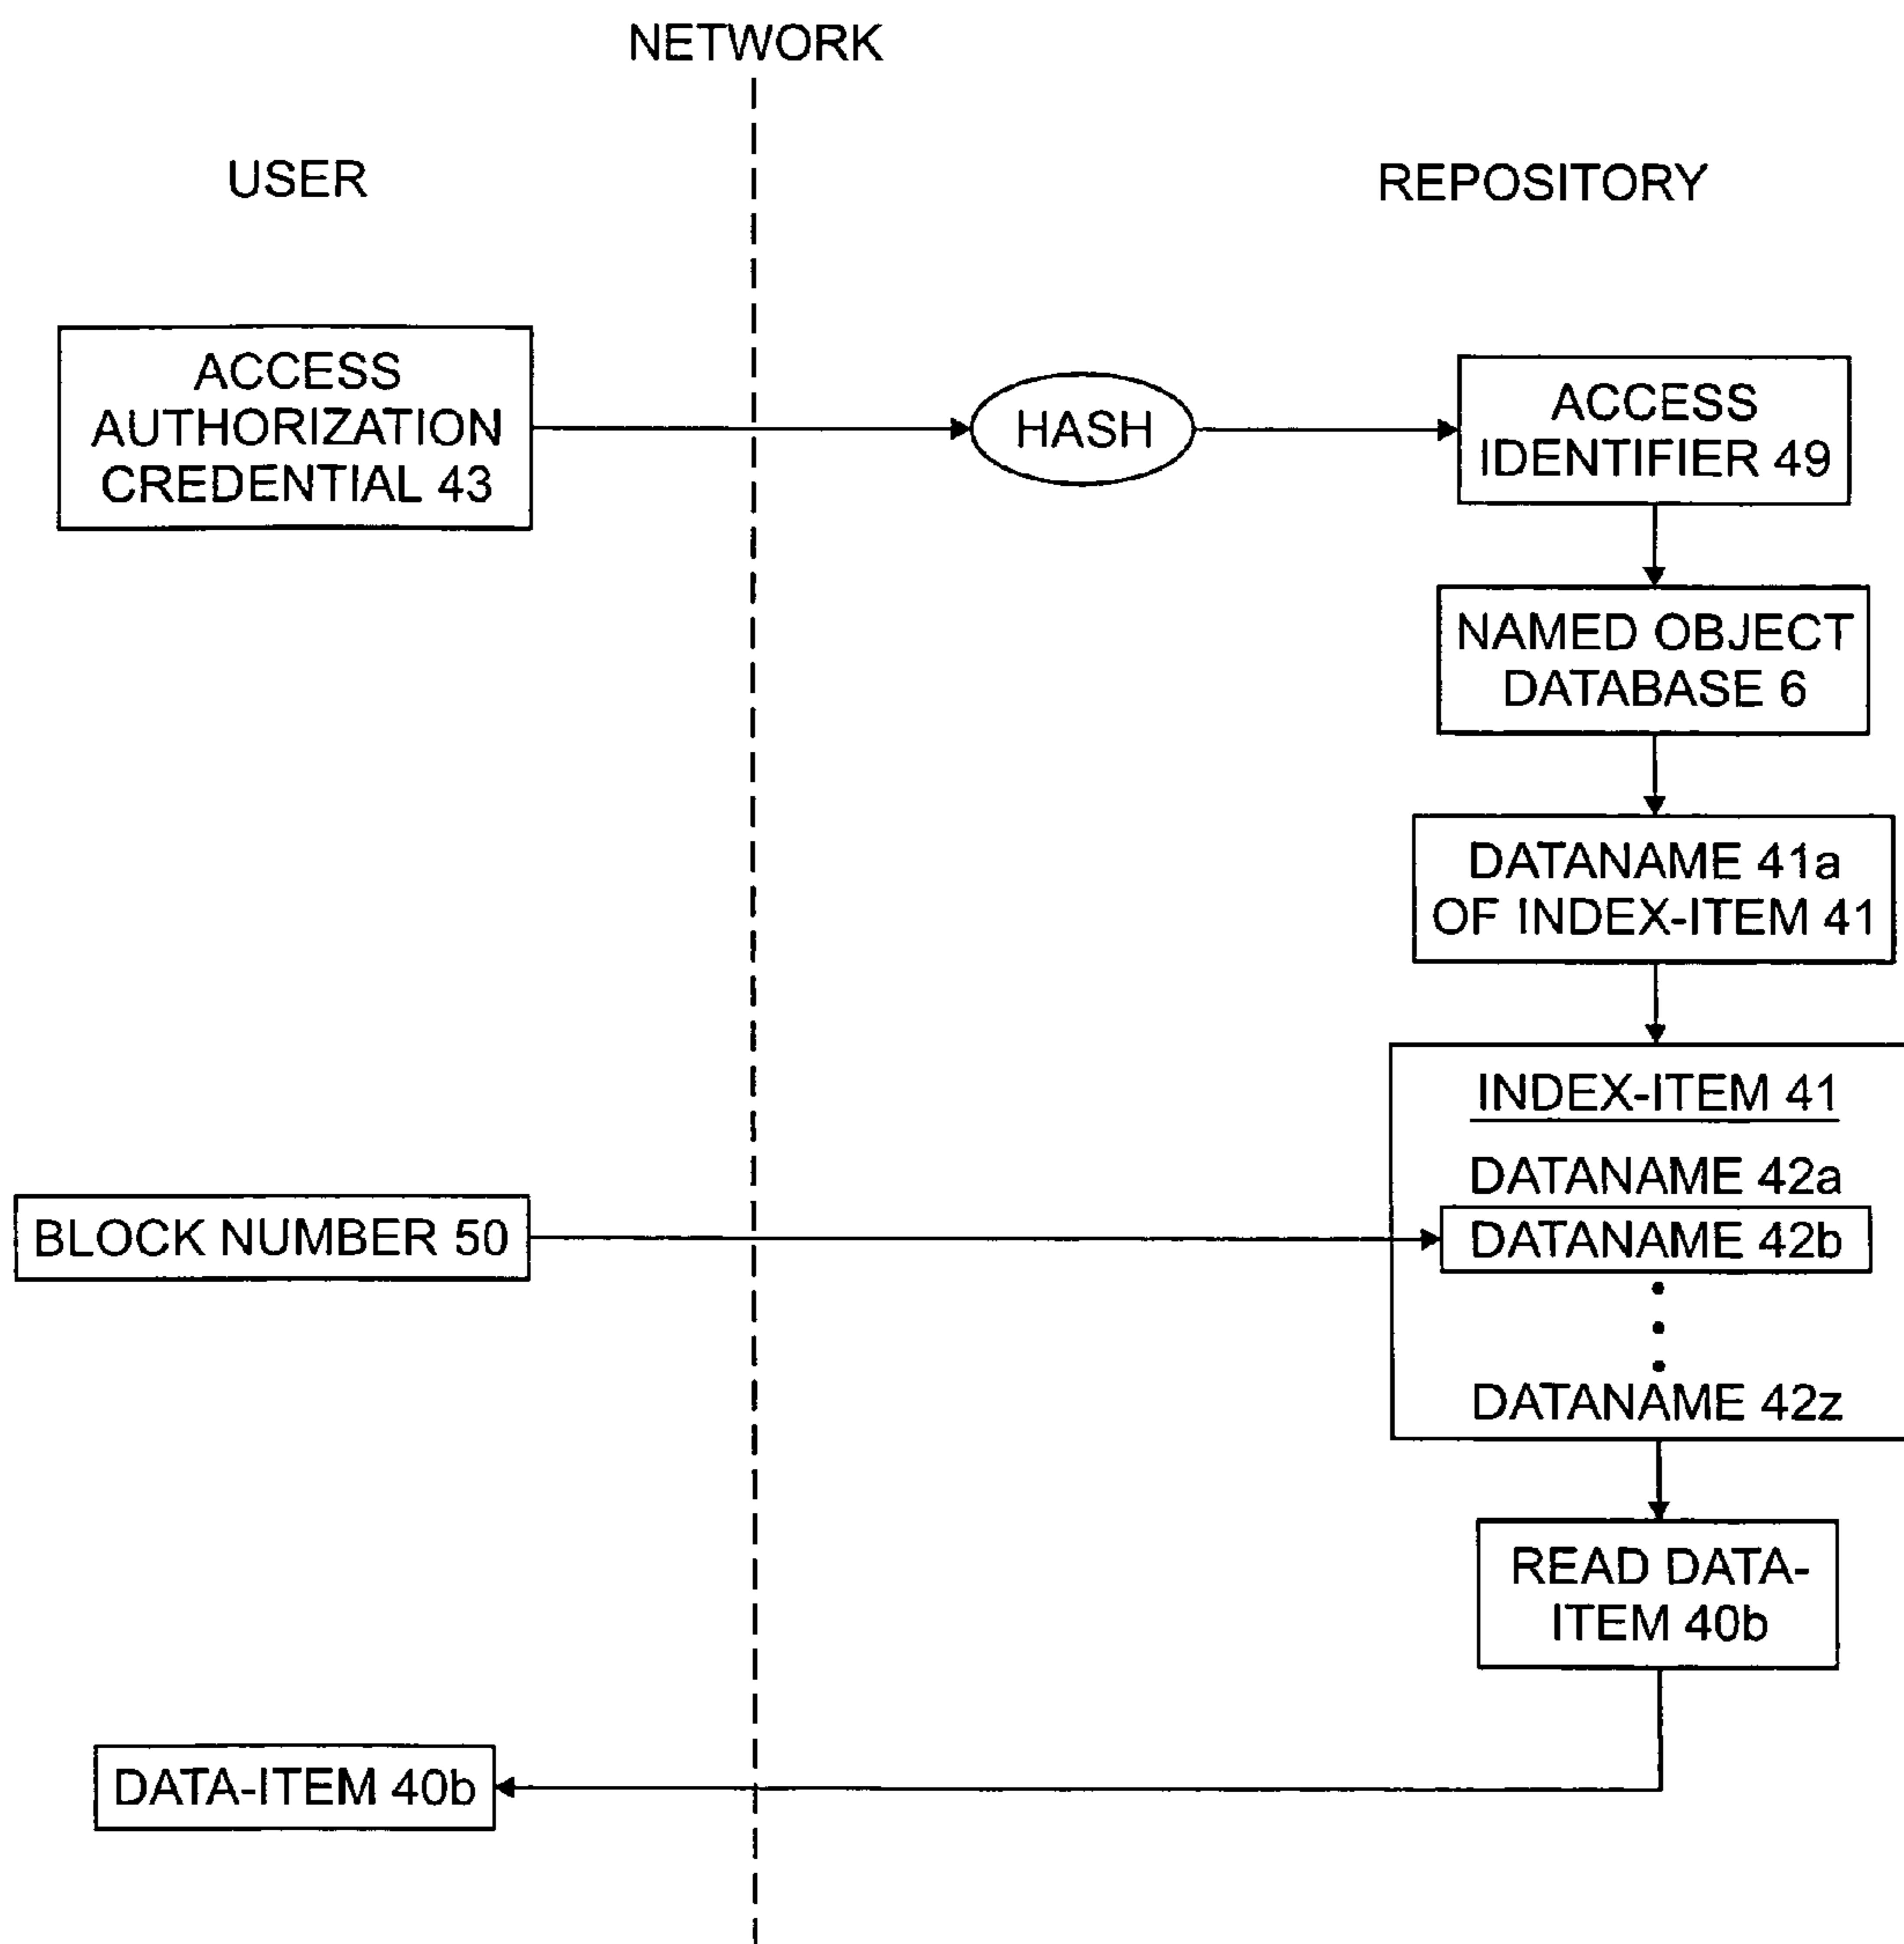 NETWORK
USER
REPOSITORY
ACCESS
AUTHORIZATION
CREDENTIAL 43
HASH
ACCESS
IDENTIFIER 49
NAMED OBJECT
DATABASE 6
DATANAME 41a
OF INDEX-ITEM 41
INDEX-ITEM 41
DATANAME 42a
BLOCK NUMBER 50
DATANAME 42b
DATANAME 42z
READ DATA-
ITEM 40b
DATA-ITEM 40b